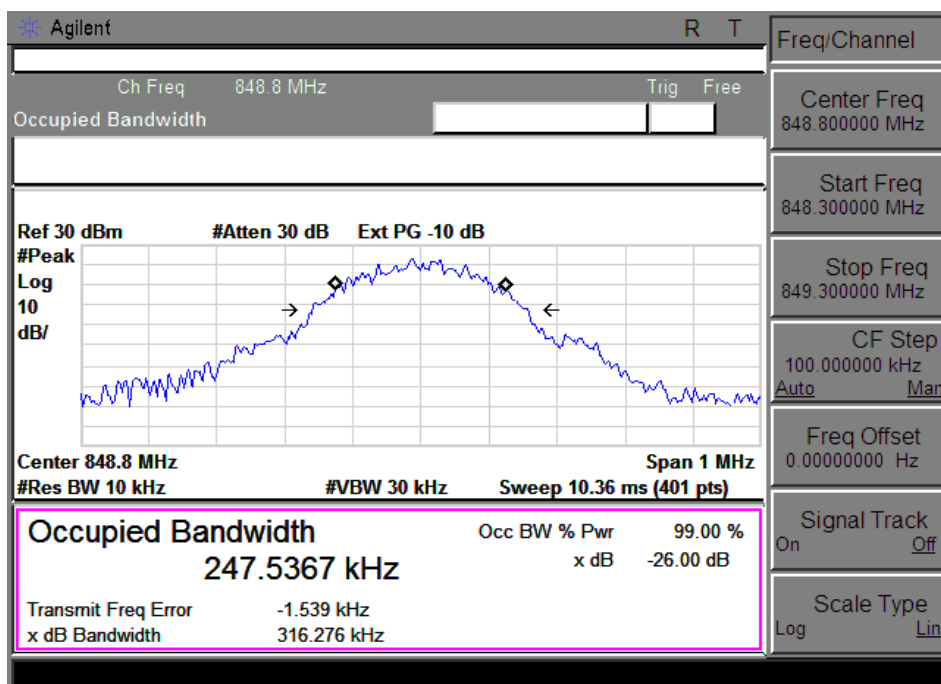 Agilent R T
Ch Freq 848.8 MHz Trig Free
Occupied Bandwidth
Ref 30 dBm #Atten 30 dB Ext PG -10 dB
#Peak
Log
10
dB/
Center 848.8 MHz Span 1 MHz
#Res BW 10 kHz #VBW 30 kHz Sweep 10.36 ms (401 pts)
Occupied Bandwidth
247.5367 kHz
Occ BW % Pwr 99.00 %
x dB -26.00 dB
Transmit Freq Error -1.539 kHz
x dB Bandwidth 316.276 kHz
Freq/Channel
Center Freq
848.800000 MHz
Start Freq
848.300000 MHz
Stop Freq
849.300000 MHz
CF Step
100.000000 kHz
Auto Man
Freq Offset
0.00000000 Hz
Signal Track
On Off
Scale Type
Log Lin